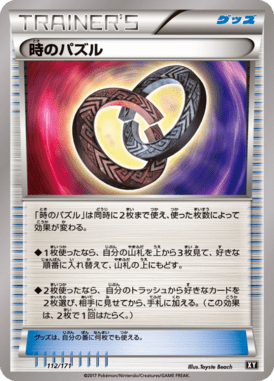 TRAINER'S グッズ
時のパズル
「時のパズル」は同時に2枚まで使え、使った枚数によって
効果が変わる。
◆1枚使ったなら、自分の山札を上から3枚見て、好きな
順番に入れ替えて、山札の上にもどす。
◆2枚使ったなら、自分のトラッシュから好きなカードを
2枚選び、相手に見せてから、手札に加える。(この効果
は、2枚で1回はたらく。)
グッズは、自分の番に何枚でも使える。
112/171 Illus. Toyste Beach XY
©2017 Pokémon/Nintendo/Creatures/GAME FREAK.